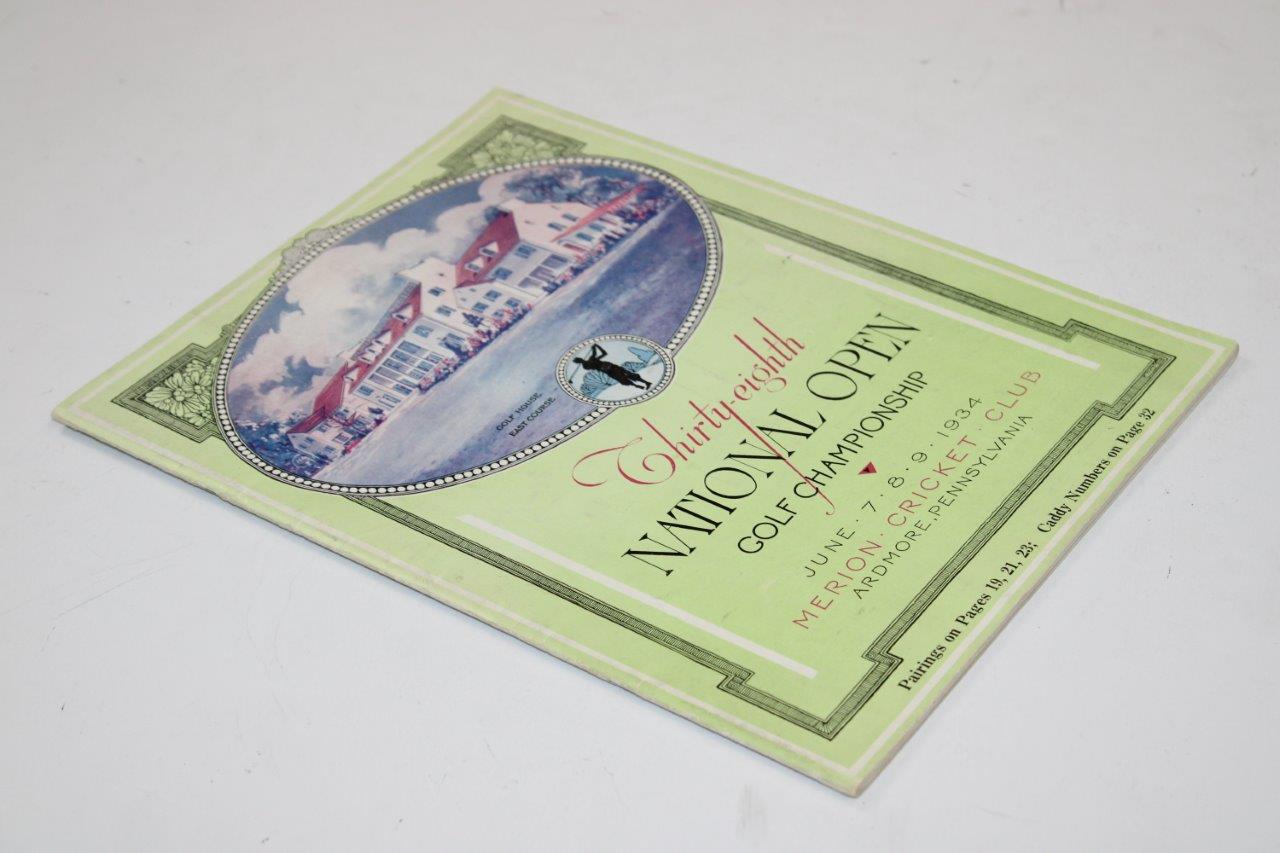 GOLF HOUSE
EAST COURSE
Thirty-eighth
NATIONAL OPEN
GOLF CHAMPIONSHIP
JUNE · 7 · 8 · 9 · 1934
MERION · CRICKET · CLUB
ARDMORE, PENNSYLVANIA
Pairings on Pages 19, 21, 23; Caddy Numbers on Page 32